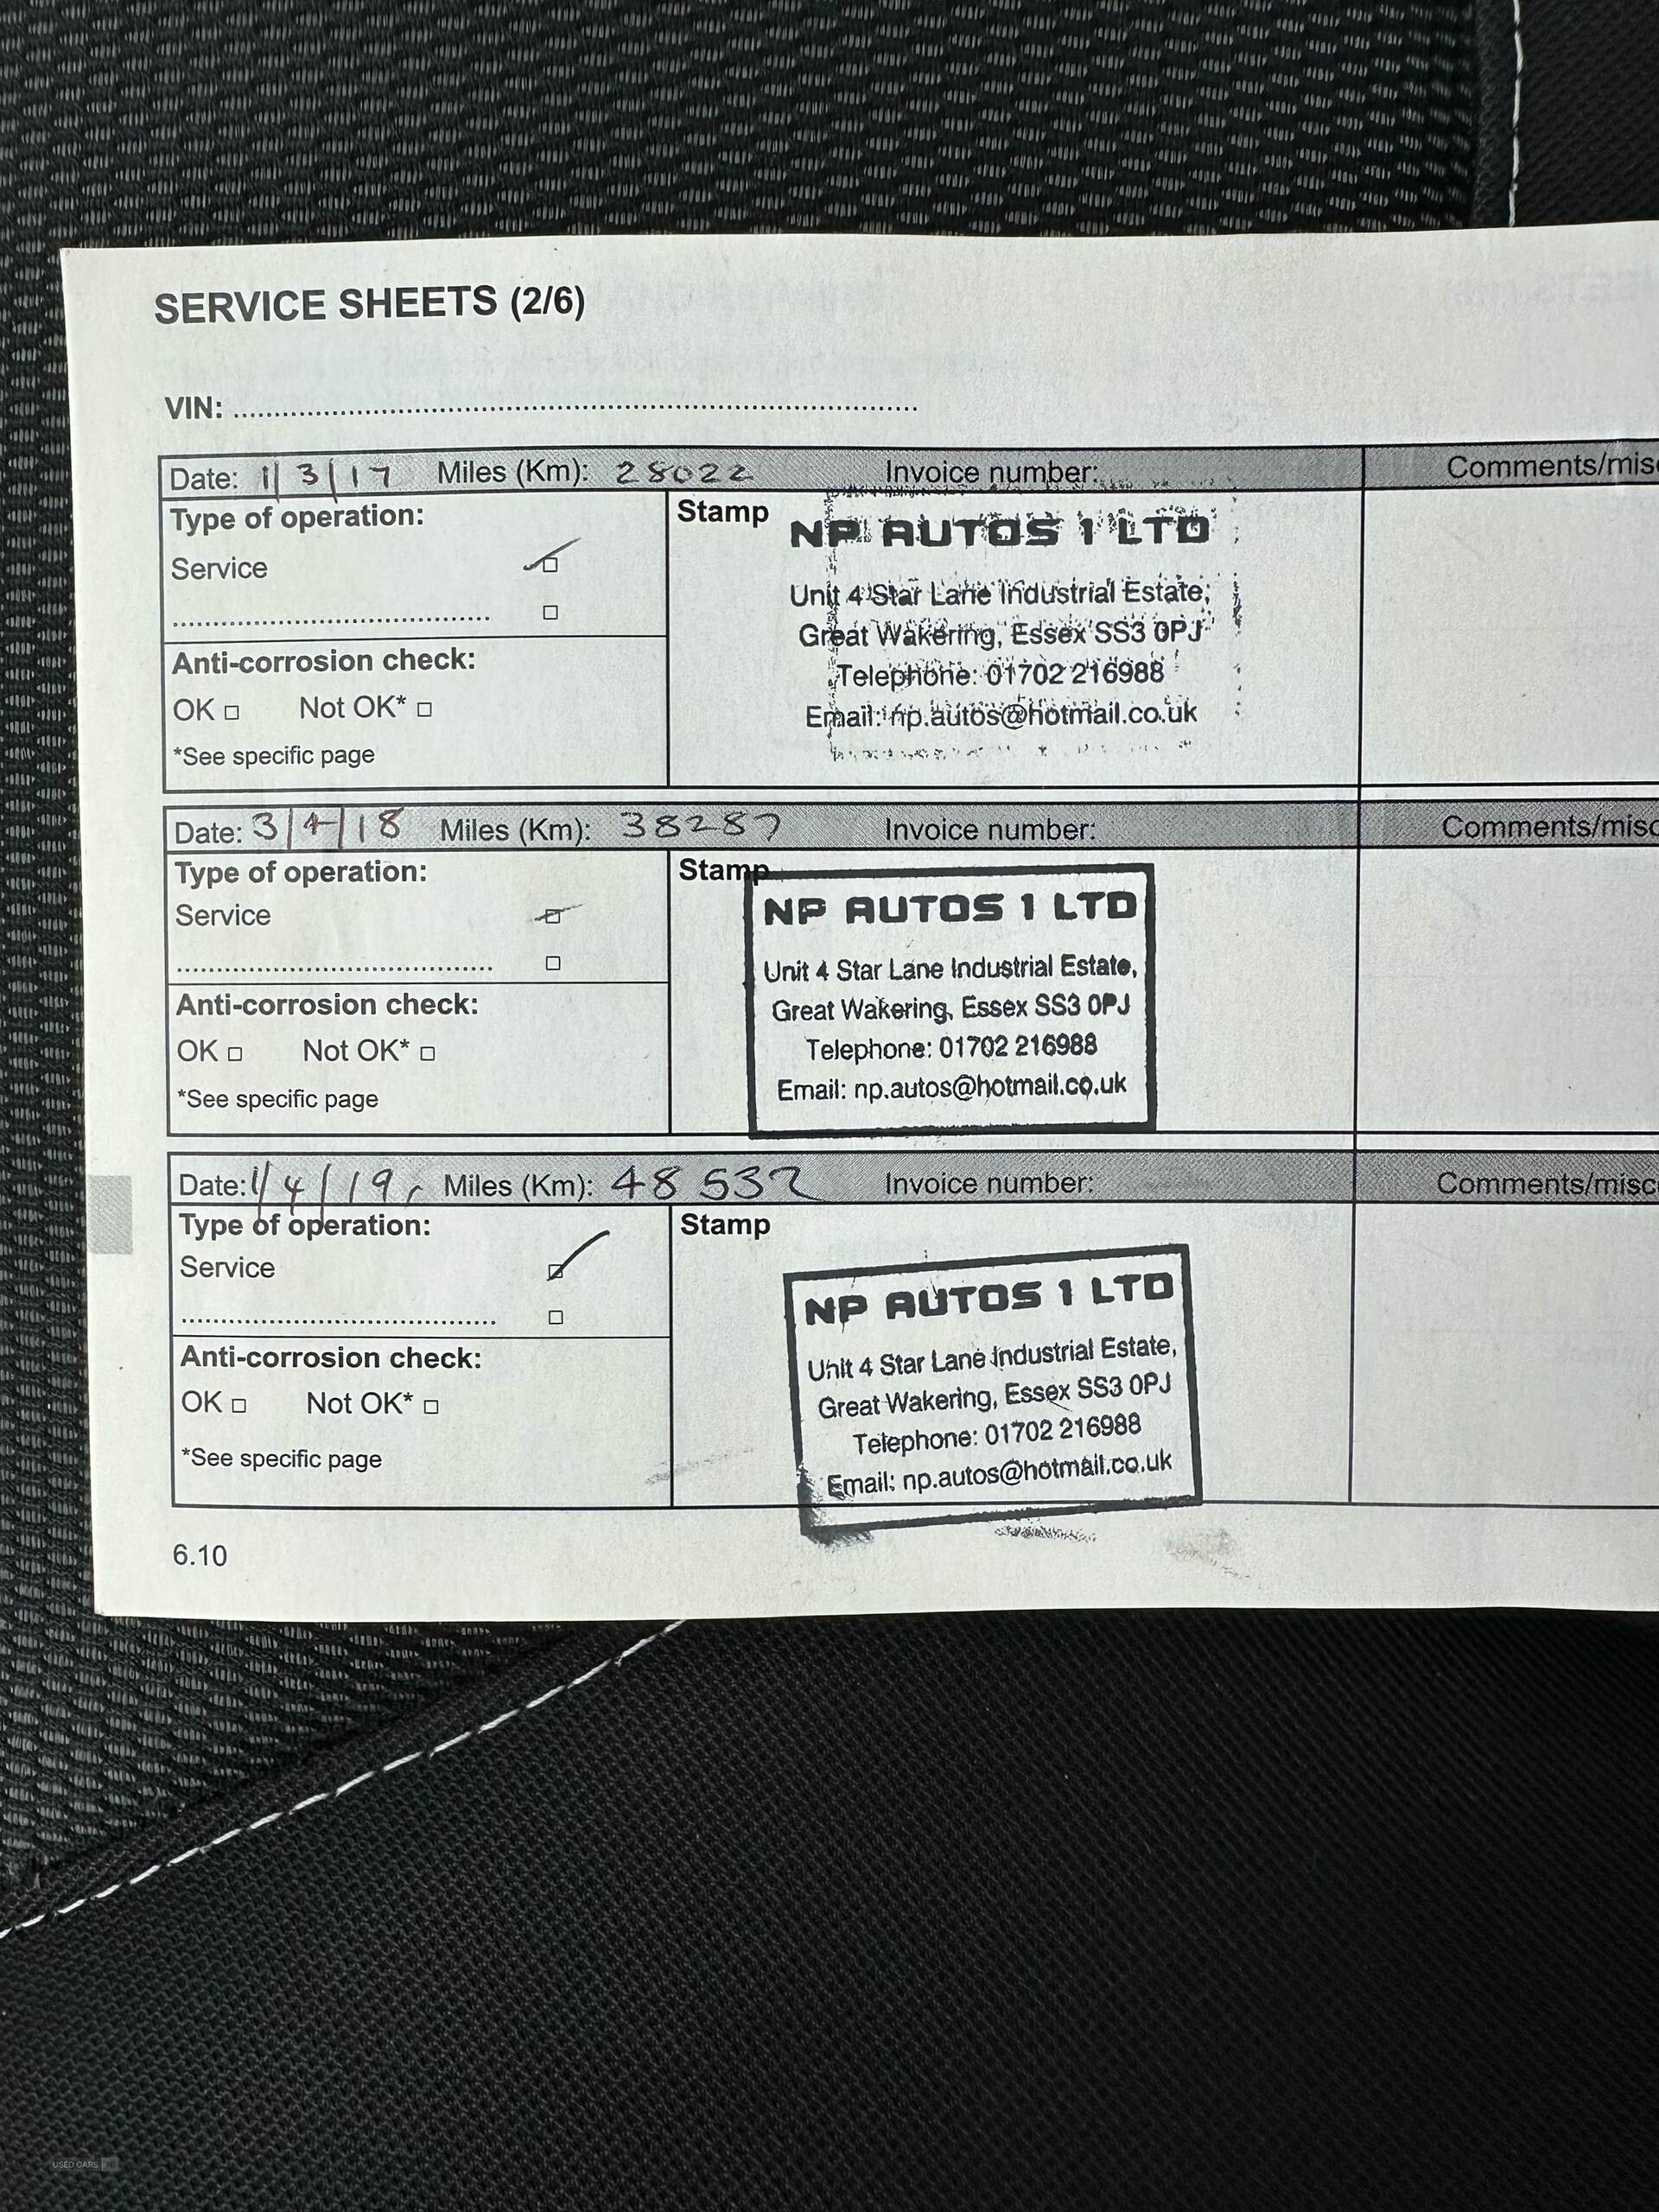 SERVICE SHEETS (2/6)
VIN: ........................................................................
Date: 1/3/17 Miles (Km): 28022 Invoice number: Comments/misc
Type of operation:
Service
Stamp
NP AUTOS 1 LTD
Unit 4 Star Lane Industrial Estate,
Great Wakering, Essex SS3 0PJ
Telephone: 01702 216988
Email: np.autos@hotmail.co.uk
Anti-corrosion check:
OK □ Not OK* □
*See specific page
Date: 3/4/18 Miles (Km): 38287 Invoice number: Comments/misc
Type of operation:
Service
Stamp
NP AUTOS 1 LTD
Unit 4 Star Lane Industrial Estate,
Great Wakering, Essex SS3 0PJ
Telephone: 01702 216988
Email: np.autos@hotmail.co.uk
Anti-corrosion check:
OK □ Not OK* □
*See specific page
Date: 1/4/19, Miles (Km): 48532 Invoice number: Comments/misc
Type of operation:
Service
Stamp
NP AUTOS 1 LTD
Unit 4 Star Lane Industrial Estate,
Great Wakering, Essex SS3 0PJ
Telephone: 01702 216988
Email: np.autos@hotmail.co.uk
Anti-corrosion check:
OK □ Not OK* □
*See specific page
6.10
USED CARS